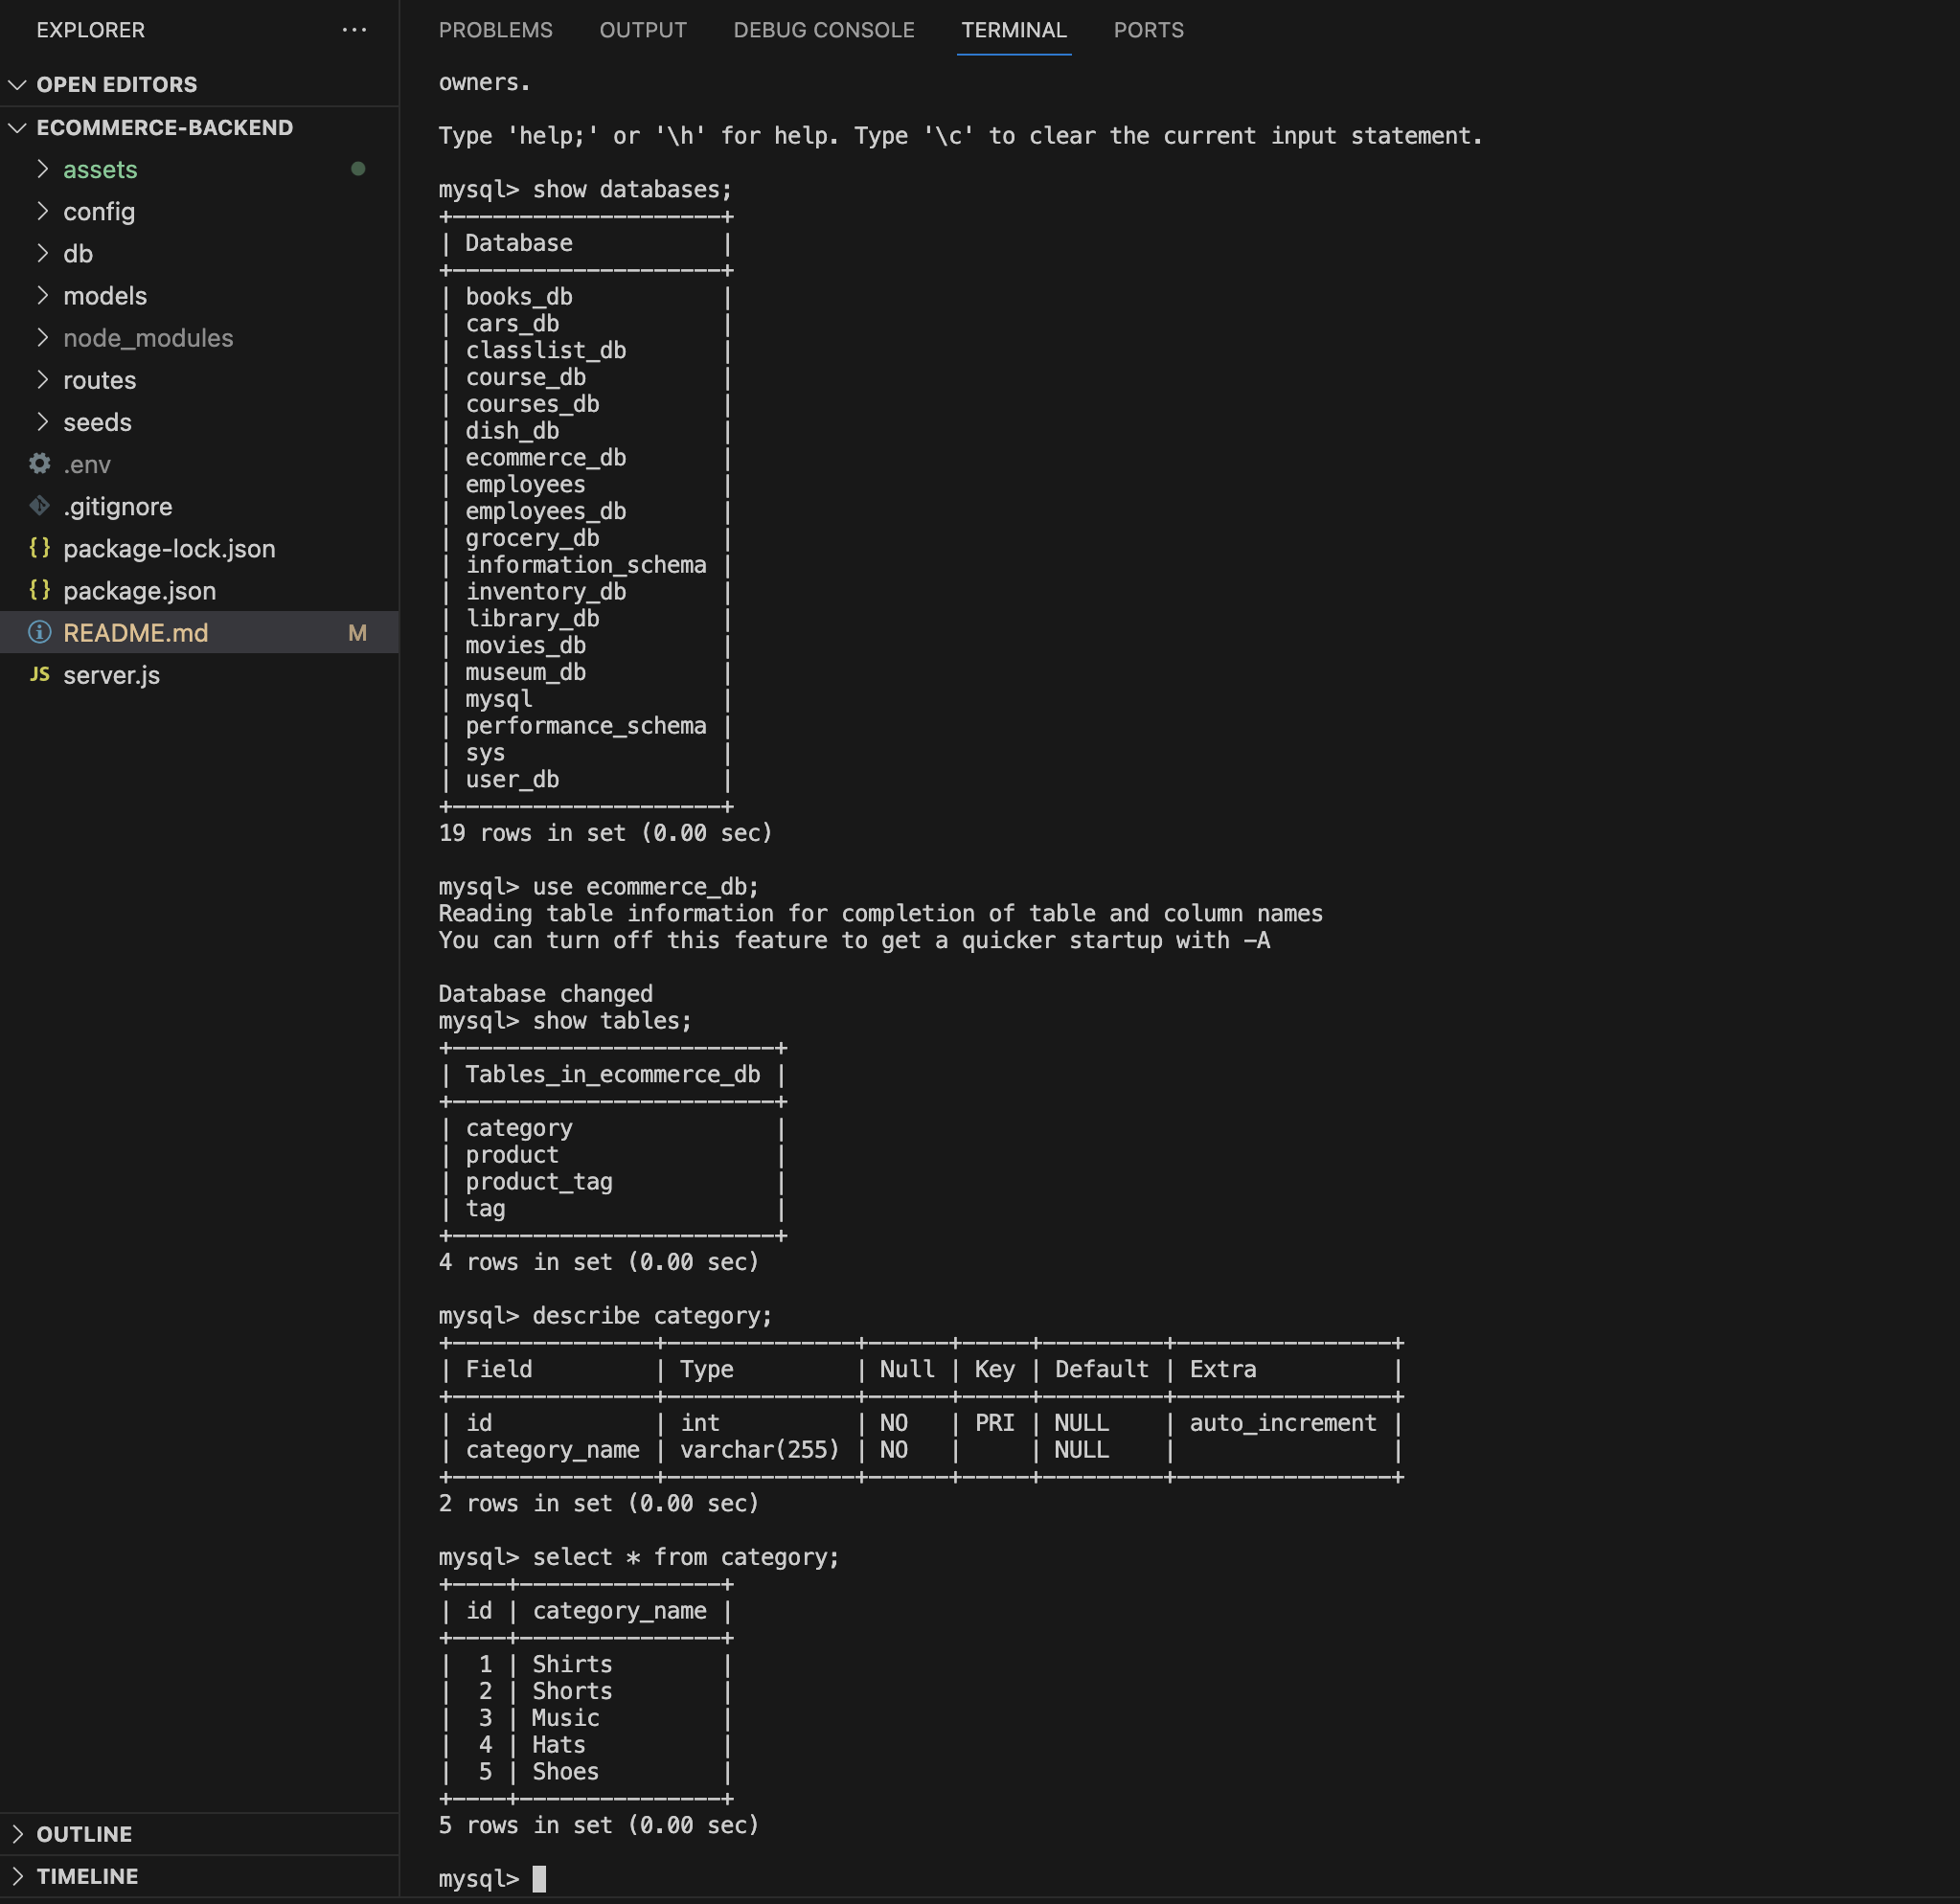 EXPLORER
OPEN EDITORS
ECOMMERCE-BACKEND
assets
config
db
models
node_modules
routes
seeds
.env
.gitignore
package-lock.json
package.json
README.md M
JS server.js
OUTLINE
TIMELINE
PROBLEMS OUTPUT DEBUG CONSOLE TERMINAL PORTS
owners.
Type 'help;' or '\h' for help. Type '\c' to clear the current input statement.
mysql> show databases;
+--------------------+
| Database           |
+--------------------+
| books_db           |
| cars_db            |
| classlist_db       |
| course_db          |
| courses_db         |
| dish_db            |
| ecommerce_db       |
| employees          |
| employees_db       |
| grocery_db         |
| information_schema |
| inventory_db       |
| library_db         |
| movies_db          |
| museum_db          |
| mysql              |
| performance_schema |
| sys                |
| user_db            |
+--------------------+
19 rows in set (0.00 sec)
mysql> use ecommerce_db;
Reading table information for completion of table and column names
You can turn off this feature to get a quicker startup with -A
Database changed
mysql> show tables;
+------------------------+
| Tables_in_ecommerce_db |
+------------------------+
| category               |
| product                |
| product_tag            |
| tag                    |
+------------------------+
4 rows in set (0.00 sec)
mysql> describe category;
+---------------+--------------+------+-----+---------+----------------+
| Field         | Type         | Null | Key | Default | Extra          |
+---------------+--------------+------+-----+---------+----------------+
| id            | int          | NO   | PRI | NULL    | auto_increment |
| category_name | varchar(255) | NO   |     | NULL    |                |
+---------------+--------------+------+-----+---------+----------------+
2 rows in set (0.00 sec)
mysql> select * from category;
+----+---------------+
| id | category_name |
+----+---------------+
|  1 | Shirts        |
|  2 | Shorts        |
|  3 | Music         |
|  4 | Hats          |
|  5 | Shoes         |
+----+---------------+
5 rows in set (0.00 sec)
mysql>